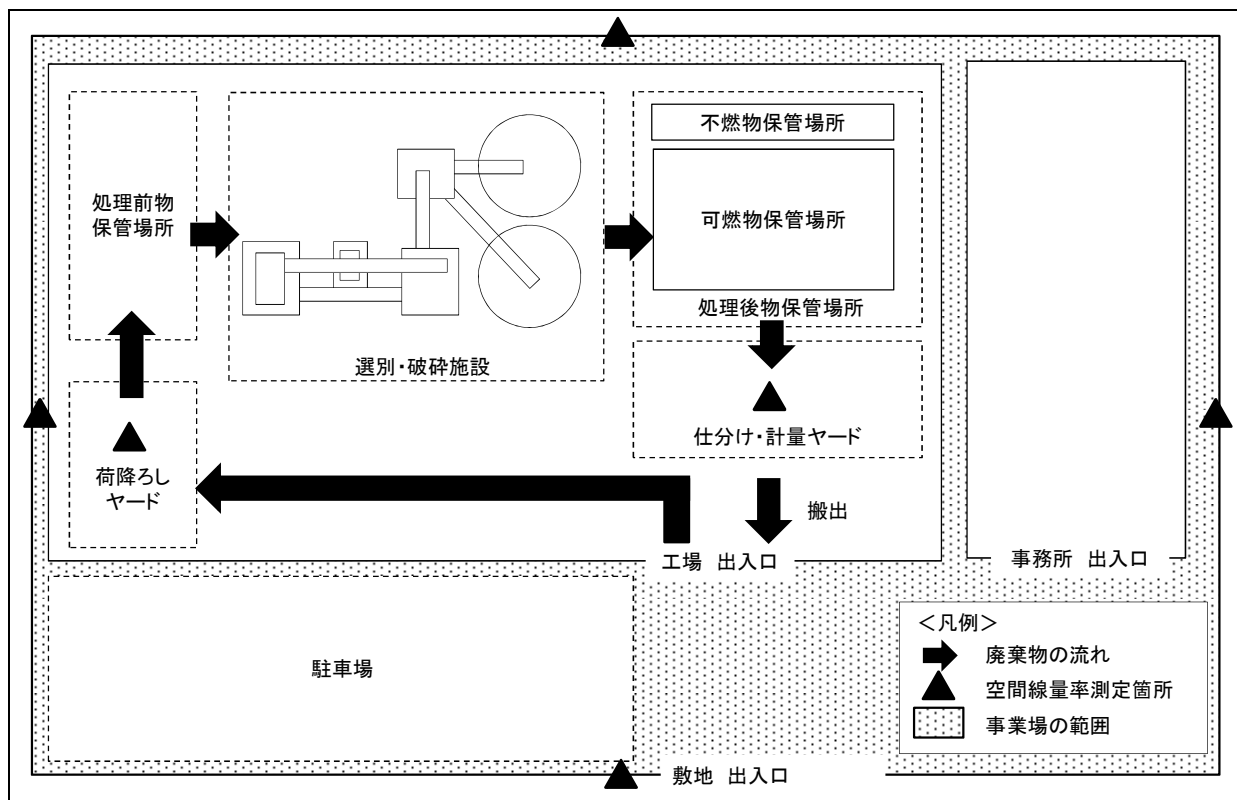 不燃物保管場所
処理前物
保管場所
可燃物保管場所
処理後物保管場所
選別・破砕施設
仕分け・計量ヤード
荷降ろし
ヤード
搬出
工場 出入口
事務所 出入口
＜凡例＞
廃棄物の流れ
空間線量率測定箇所
事業場の範囲
駐車場
敷地 出入口